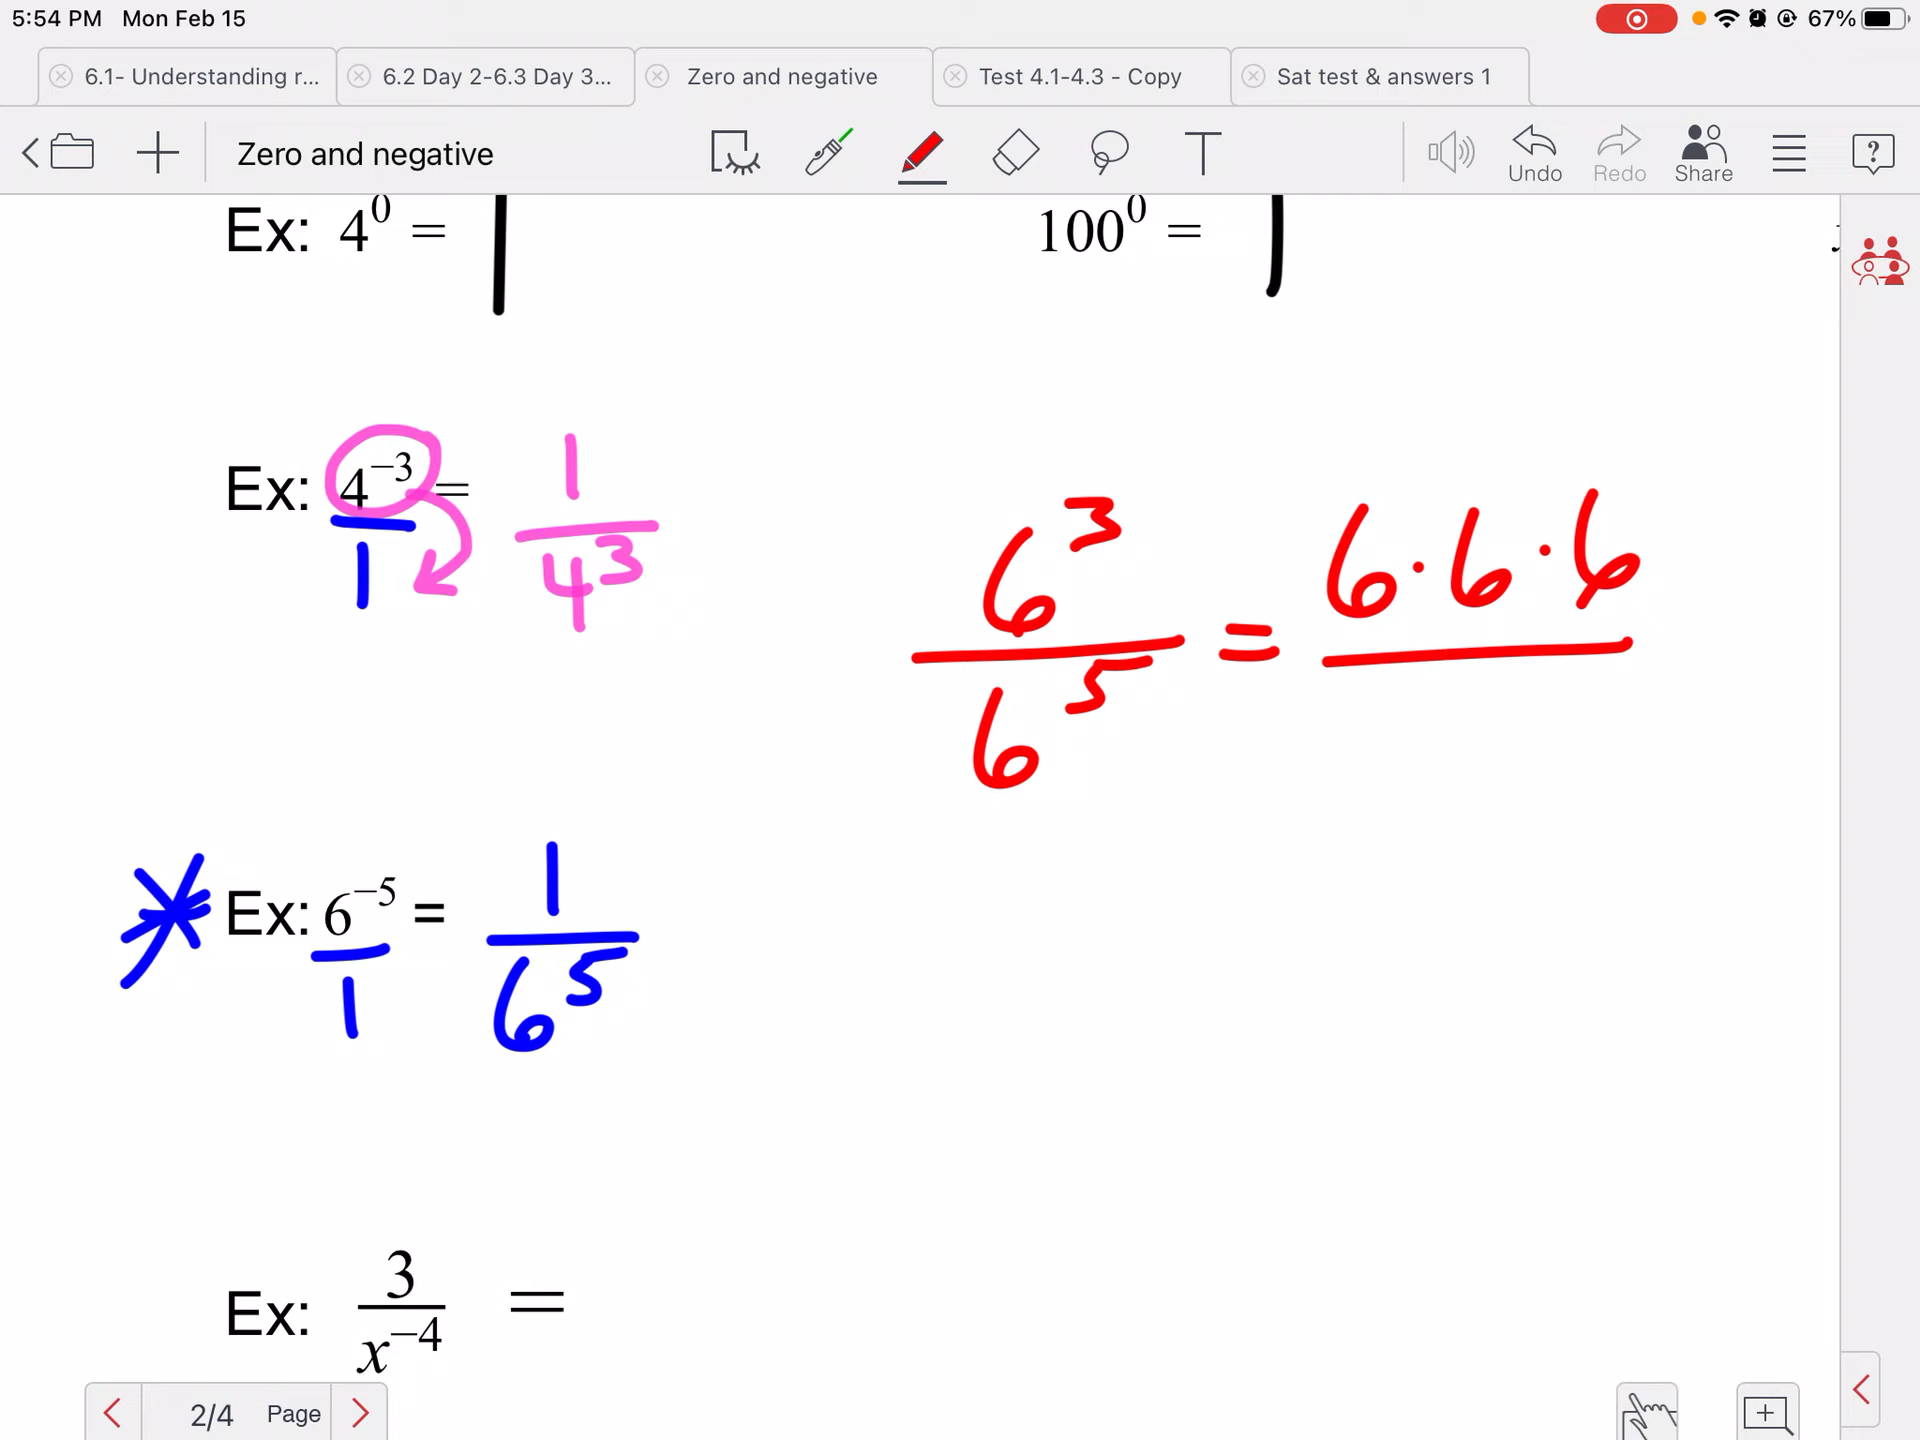 5:54 PM Mon Feb 15 67%
6.1- Understanding r... 6.2 Day 2-6.3 Day 3... Zero and negative Test 4.1-4.3 - Copy Sat test & answers 1
Zero and negative T Undo Redo Share ?
Ex: 4⁰ = 1 100⁰ = 1
Ex: 4⁻³/1 = 1/4³
6³/6⁵ = 6·6·6
Ex: 6⁻⁵/1 = 1/6⁵
Ex: 3/x⁻⁴ =
2/4 Page